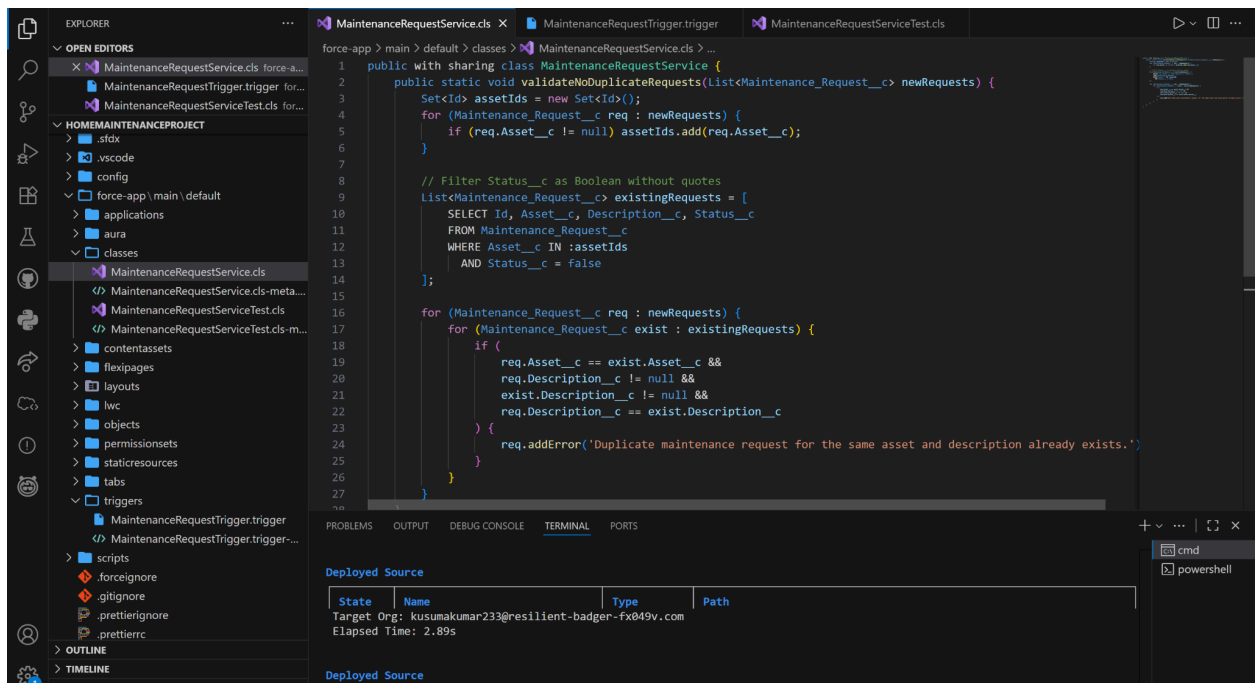 EXPLORER
OPEN EDITORS
MaintenanceRequestService.cls force-a...
MaintenanceRequestTrigger.trigger for...
MaintenanceRequestServiceTest.cls for...
HOMEMAINTENANCEPROJECT
.sfdx
.vscode
config
force-app\main\default
applications
aura
classes
MaintenanceRequestService.cls
MaintenanceRequestService.cls-meta....
MaintenanceRequestServiceTest.cls
MaintenanceRequestServiceTest.cls-m...
contentassets
flexipages
layouts
lwc
objects
permissionsets
staticresources
tabs
triggers
MaintenanceRequestTrigger.trigger
MaintenanceRequestTrigger.trigger-...
scripts
.forceignore
.gitignore
.prettierignore
.prettierrc
OUTLINE
TIMELINE
MaintenanceRequestService.cls MaintenanceRequestTrigger.trigger MaintenanceRequestServiceTest.cls
force-app > main > default > classes > MaintenanceRequestService.cls > ...
1 public with sharing class MaintenanceRequestService {
2 public static void validateNoDuplicateRequests(List<Maintenance_Request__c> newRequests) {
3 Set<Id> assetIds = new Set<Id>();
4 for (Maintenance_Request__c req : newRequests) {
5 if (req.Asset__c != null) assetIds.add(req.Asset__c);
6 }
7
8 // Filter Status__c as Boolean without quotes
9 List<Maintenance_Request__c> existingRequests = [
10 SELECT Id, Asset__c, Description__c, Status__c
11 FROM Maintenance_Request__c
12 WHERE Asset__c IN :assetIds
13 AND Status__c = false
14 ];
15
16 for (Maintenance_Request__c req : newRequests) {
17 for (Maintenance_Request__c exist : existingRequests) {
18 if (
19 req.Asset__c == exist.Asset__c &&
20 req.Description__c != null &&
21 exist.Description__c != null &&
22 req.Description__c == exist.Description__c
23 ) {
24 req.addError('Duplicate maintenance request for the same asset and description already exists.')
25 }
26 }
27 }
PROBLEMS OUTPUT DEBUG CONSOLE TERMINAL PORTS
Deployed Source
State Name Type Path
Target Org: kusumakumar233@resilient-badger-fx049v.com
Elapsed Time: 2.89s
Deployed Source
cmd
powershell